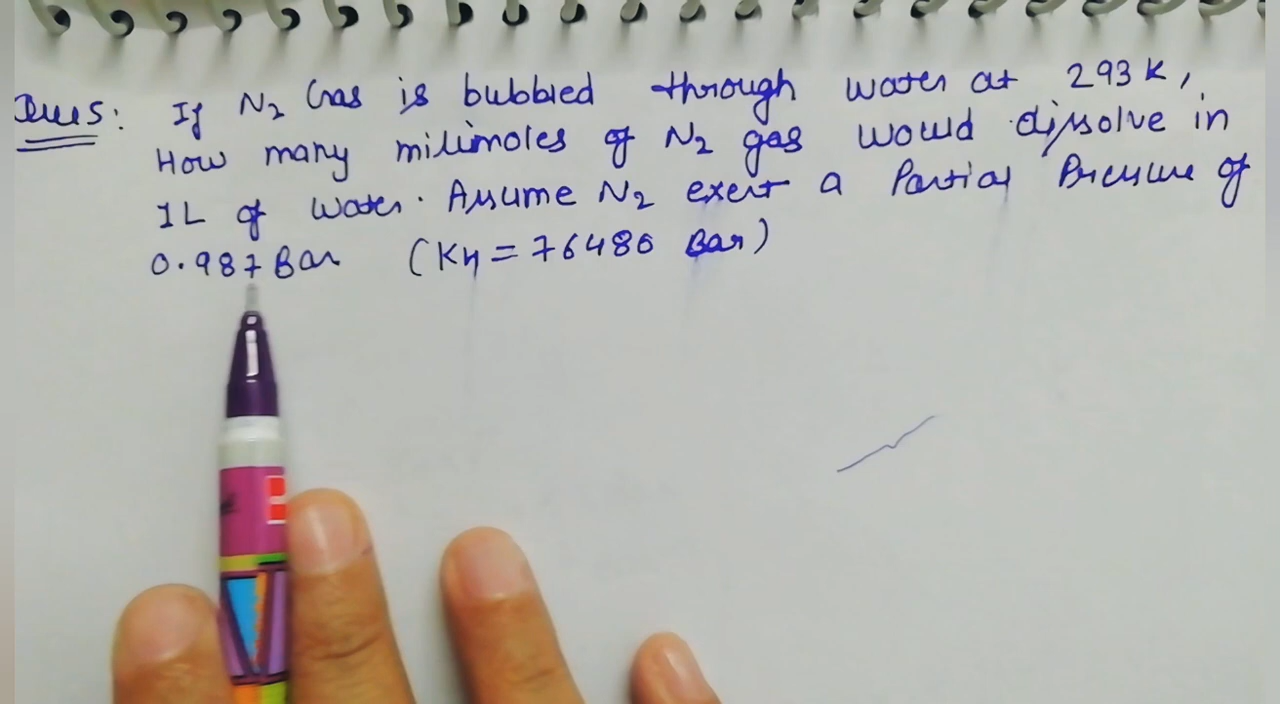 Ques: If N₂ Gas is bubbled through water at 293 K,
How many milimoles of N₂ gas would dissolve in
1L of water. Assume N₂ exert a Partial Pressure of
0.987 Bar (KH = 76480 Bar)